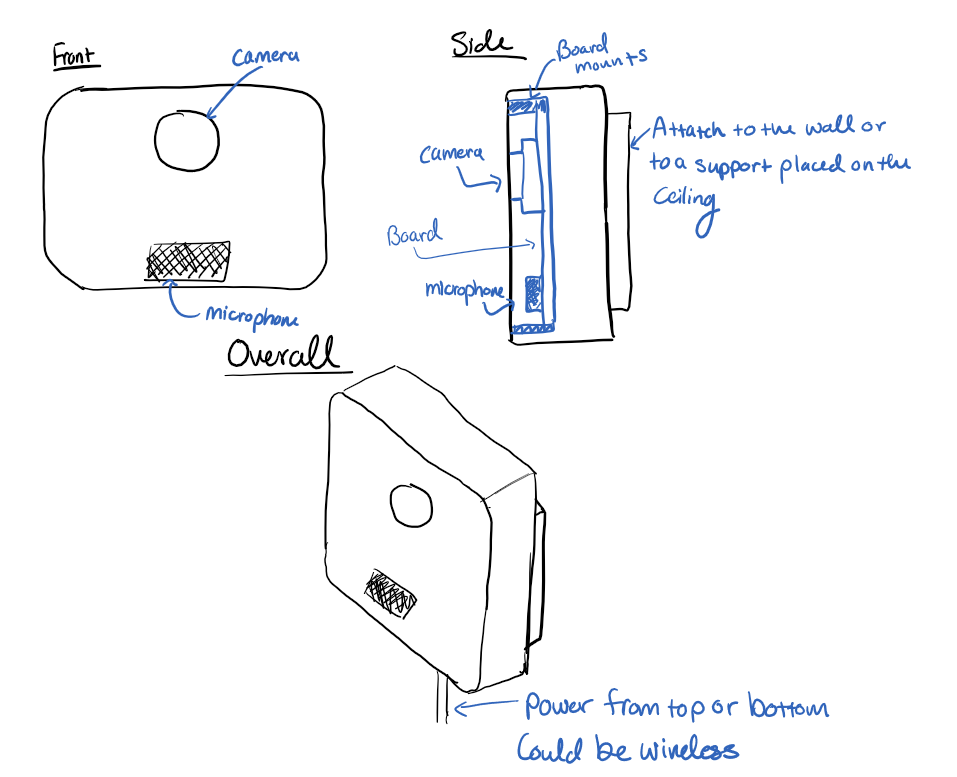 Front
Camera
Side
Board
mounts
Attatch to the wall or
to a support placed on the
Ceiling
Camera
Board
microphone
microphone
Overall
Power from top or bottom
Could be wireless